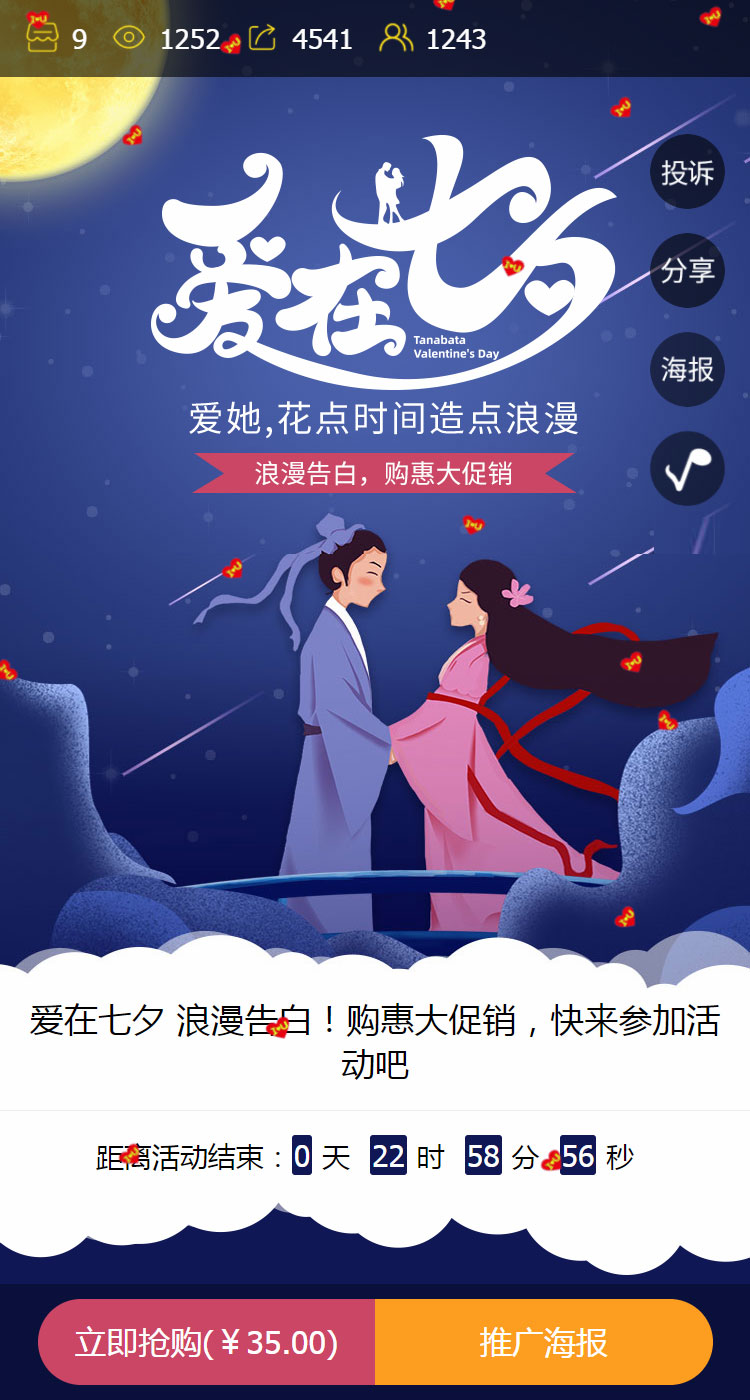 9 1252 4541 1243
投诉
分享
海报
爱在七夕
Tanabata
Valentine's Day
爱她,花点时间造点浪漫
浪漫告白，购惠大促销
爱在七夕 浪漫告白！购惠大促销，快来参加活
动吧
距离活动结束：0 天 22 时 58 分 56 秒
立即抢购(￥35.00)
推广海报